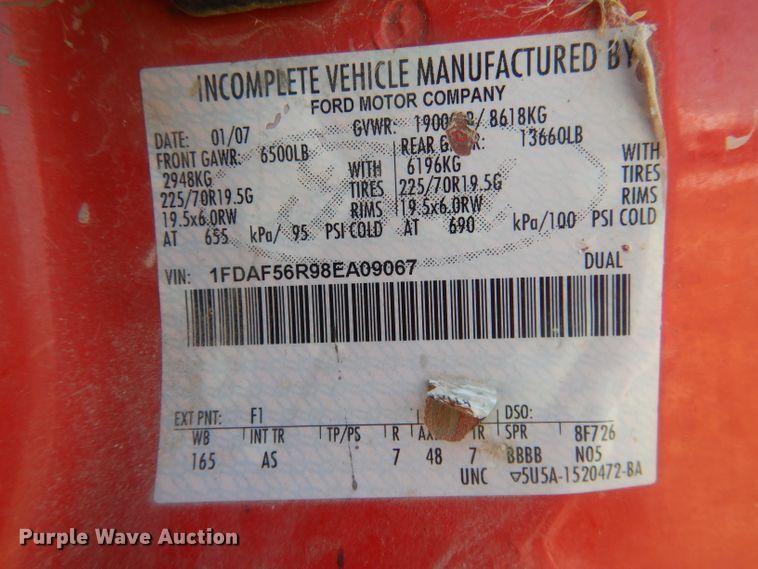 INCOMPLETE VEHICLE MANUFACTURED BY
FORD MOTOR COMPANY
DATE: 01/07 GVWR: / 8618KG
FRONT GAWR: 6500LB REAR 13660LB
2948KG WITH 6196KG WITH
225/70R19.5G TIRES 225/70R19.5G TIRES
19.5x6.0RW RIMS 19.5x6.0RW RIMS
AT 655 kPa/ 95 PSI COLD AT 690 kPa/100 PSI COLD
VIN: 1FDAF56R98EA09067 DUAL
EXT PNT: F1 DSO:
WB INT TR TP/PS R TR SPR 8F726
165 AS 7 48 7 BBBB N05
UNC ▽5U5A-1520472-BA
Purple Wave Auction